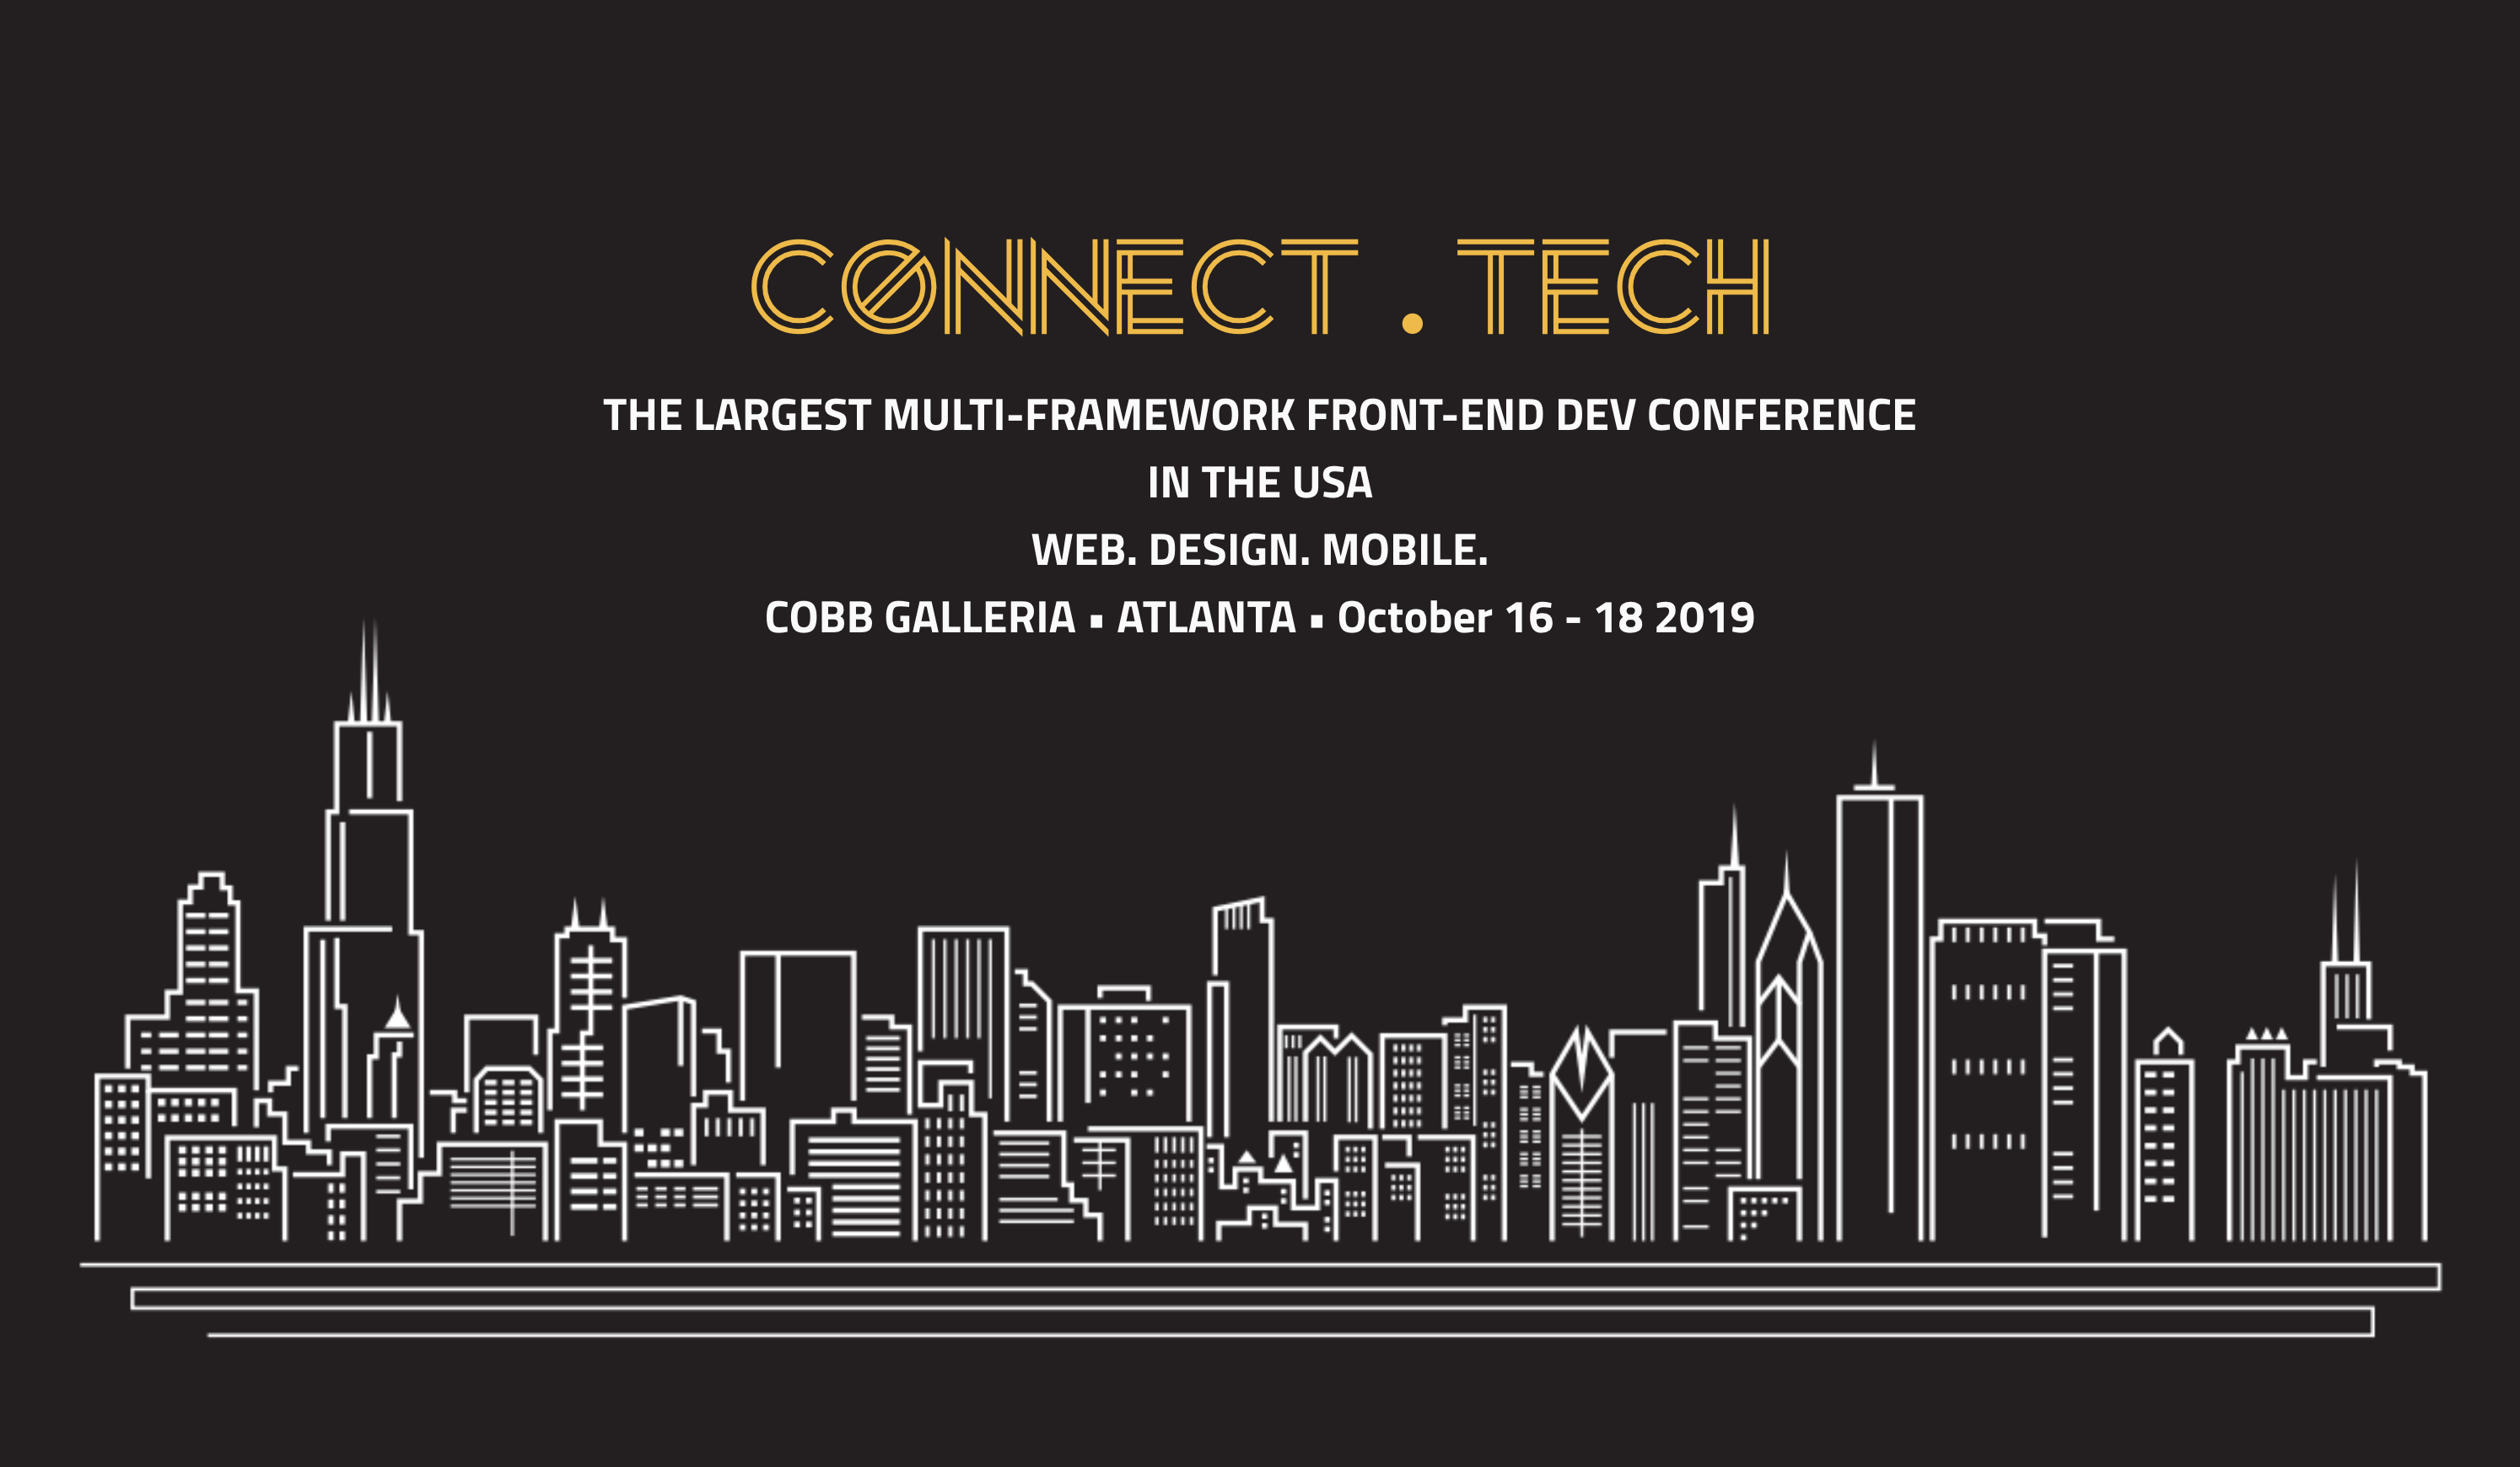 CONNECT . TECH
THE LARGEST MULTI-FRAMEWORK FRONT-END DEV CONFERENCE
IN THE USA
WEB. DESIGN. MOBILE.
COBB GALLERIA ▪ ATLANTA ▪ October 16 - 18 2019